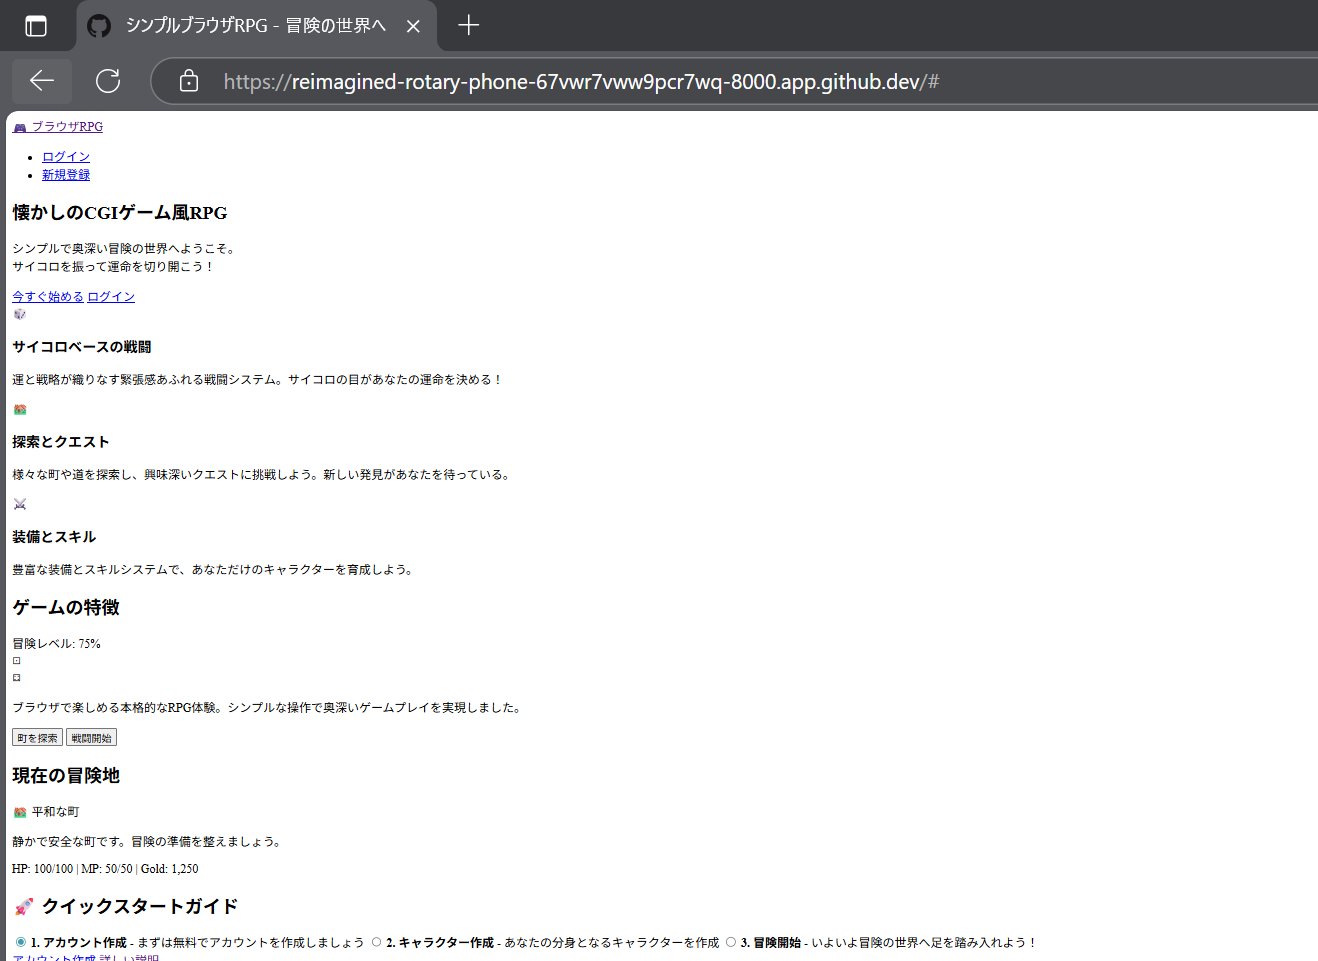 シンプルブラウザRPG - 冒険の世界へ
https://reimagined-rotary-phone-67vwr7vww9pcr7wq-8000.app.github.dev/#
ブラウザRPG
ログイン
新規登録
懐かしのCGIゲーム風RPG
シンプルで奥深い冒険の世界へようこそ。
サイコロを振って運命を切り開こう！
今すぐ始める ログイン
サイコロベースの戦闘
運と戦略が織りなす緊張感あふれる戦闘システム。サイコロの目があなたの運命を決める！
探索とクエスト
様々な町や道を探索し、興味深いクエストに挑戦しよう。新しい発見があなたを待っている。
装備とスキル
豊富な装備とスキルシステムで、あなただけのキャラクターを育成しよう。
ゲームの特徴
冒険レベル: 75%
ブラウザで楽しめる本格的なRPG体験。シンプルな操作で奥深いゲームプレイを実現しました。
町を探索 戦闘開始
現在の冒険地
平和な町
静かで安全な町です。冒険の準備を整えましょう。
HP: 100/100 | MP: 50/50 | Gold: 1,250
クイックスタートガイド
1. アカウント作成 - まずは無料でアカウントを作成しましょう 2. キャラクター作成 - あなたの分身となるキャラクターを作成 3. 冒険開始 - いよいよ冒険の世界へ足を踏み入れよう！
アカウント作成 詳しい説明